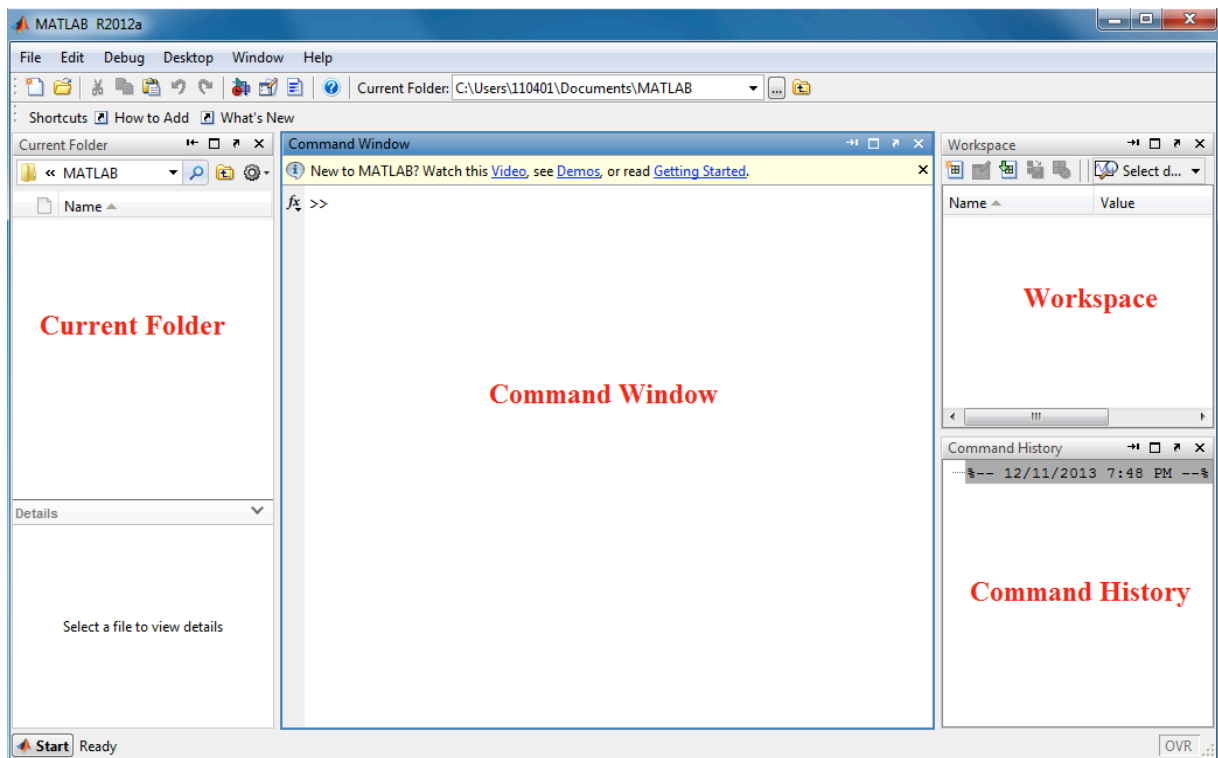 MATLAB R2012a
File Edit Debug Desktop Window Help
Current Folder: C:\Users\110401\Documents\MATLAB
Shortcuts How to Add What's New
Current Folder
« MATLAB
Name
Current Folder
Details
Select a file to view details
Command Window
New to MATLAB? Watch this Video, see Demos, or read Getting Started.
fx >>
Command Window
Workspace
Select d...
Name Value
Workspace
Command History
%-- 12/11/2013 7:48 PM --%
Command History
Start Ready
OVR